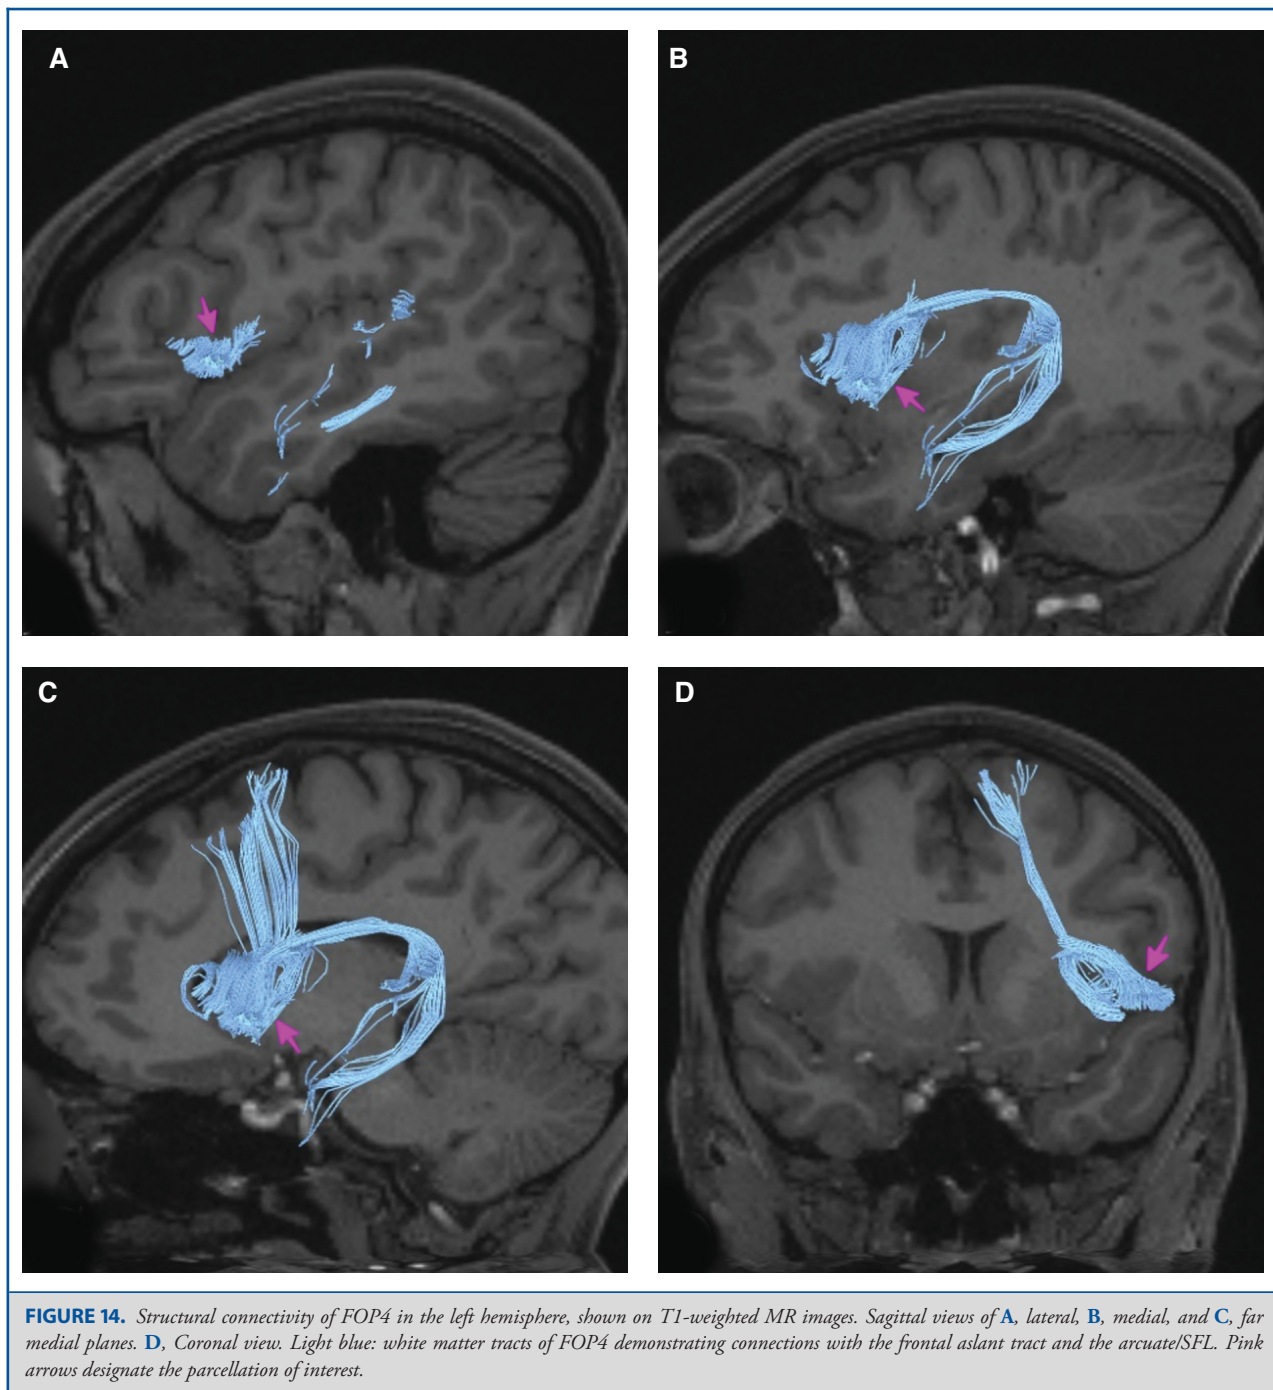 A
B
C
D
FIGURE 14. Structural connectivity of FOP4 in the left hemisphere, shown on T1-weighted MR images. Sagittal views of A, lateral, B, medial, and C, far
medial planes. D, Coronal view. Light blue: white matter tracts of FOP4 demonstrating connections with the frontal aslant tract and the arcuate/SFL. Pink
arrows designate the parcellation of interest.